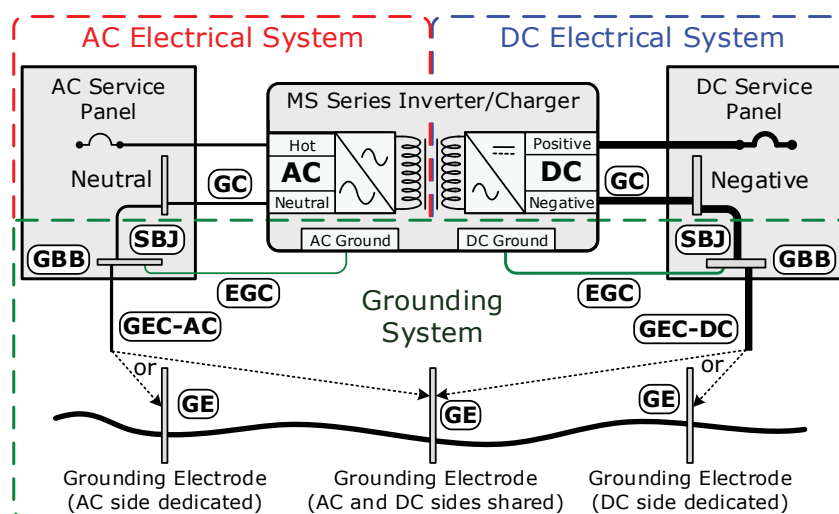 AC Electrical System
DC Electrical System
AC Service
Panel
MS Series Inverter/Charger
DC Service
Panel
Hot
AC
Neutral
Positive
DC
Negative
Neutral
GC
GC
Negative
SBJ
SBJ
GBB
AC Ground
DC Ground
GBB
EGC
EGC
Grounding
System
GEC-AC
GEC-DC
or
or
GE
GE
GE
Grounding Electrode
(AC side dedicated)
Grounding Electrode
(AC and DC sides shared)
Grounding Electrode
(DC side dedicated)